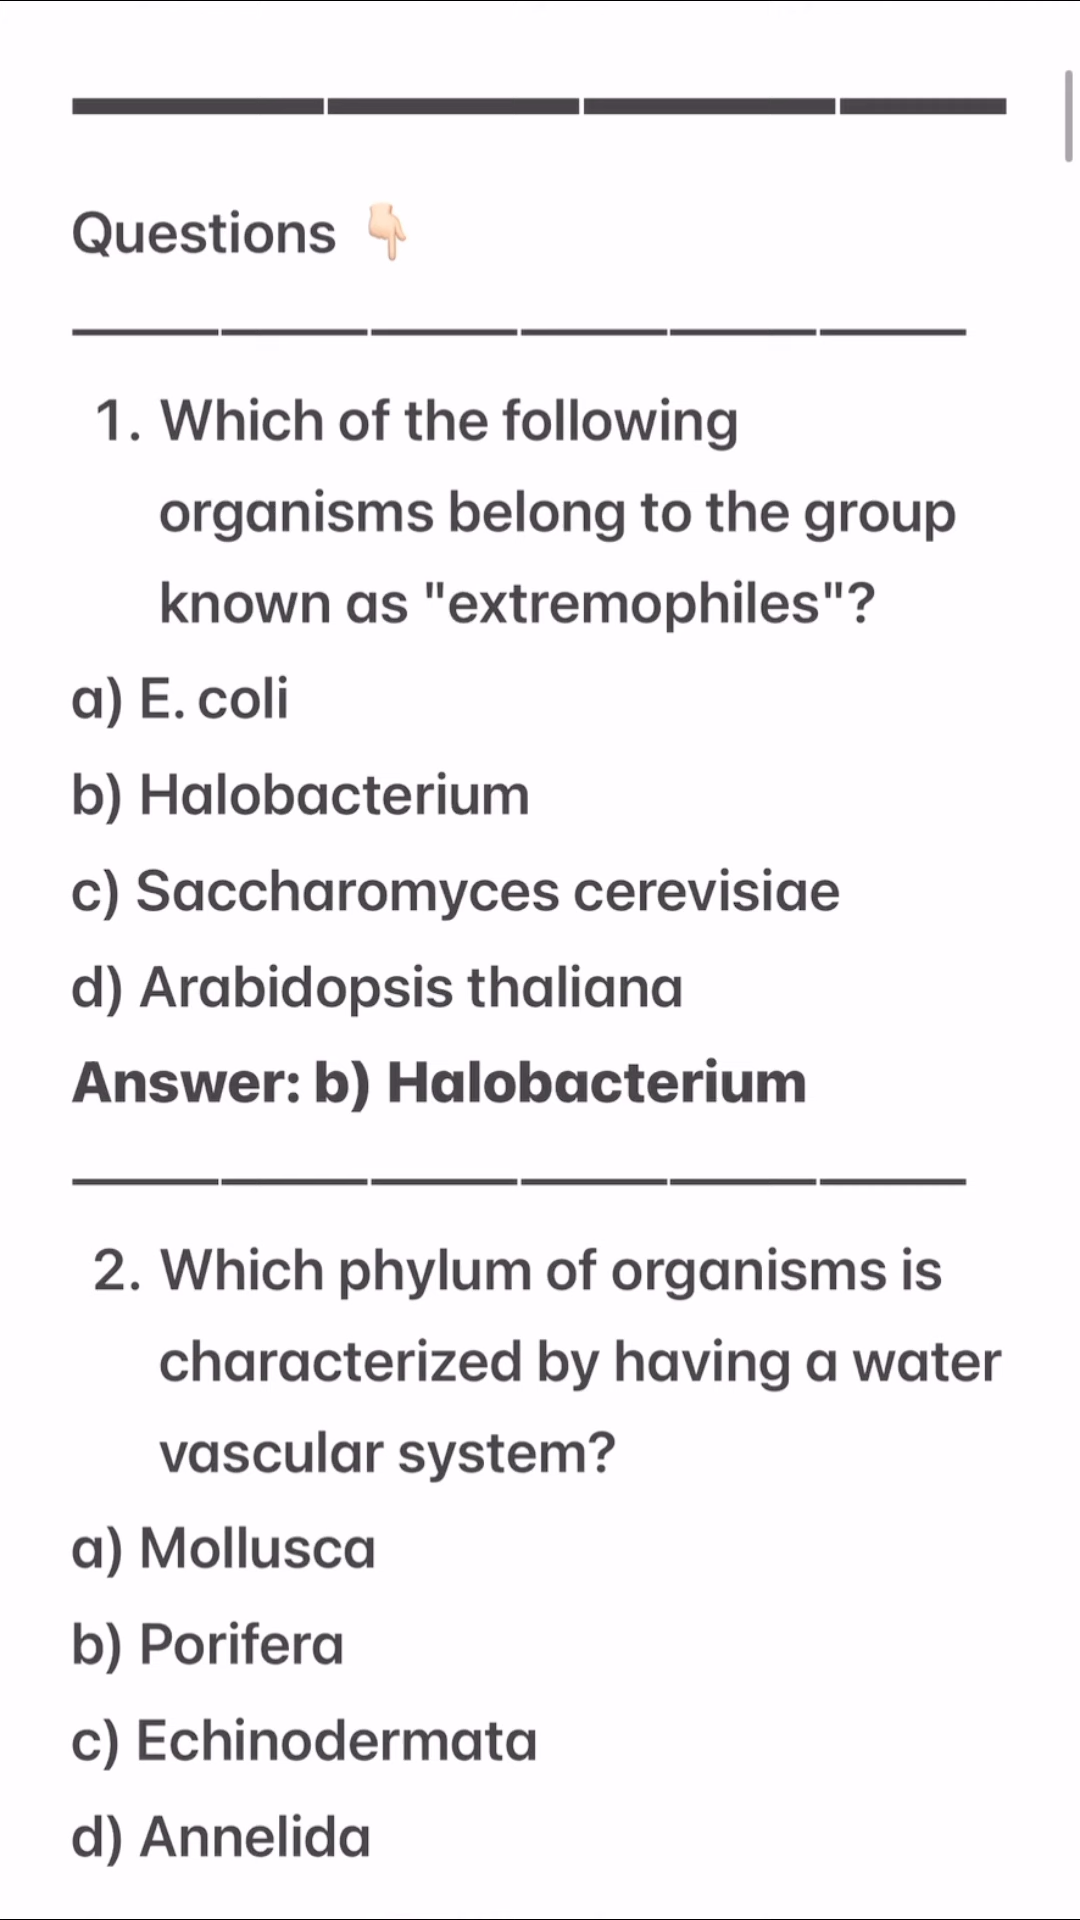 Questions 👇🏻
1. Which of the following
organisms belong to the group
known as "extremophiles"?
a) E. coli
b) Halobacterium
c) Saccharomyces cerevisiae
d) Arabidopsis thaliana
Answer: b) Halobacterium
2. Which phylum of organisms is
characterized by having a water
vascular system?
a) Mollusca
b) Porifera
c) Echinodermata
d) Annelida